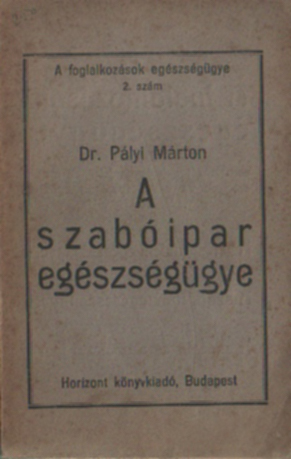 A foglalkozások egészségügye
2. szám
Dr. Pályi Márton
A
szabóipar
egészségügye
Horizont könyvkiadó, Budapest